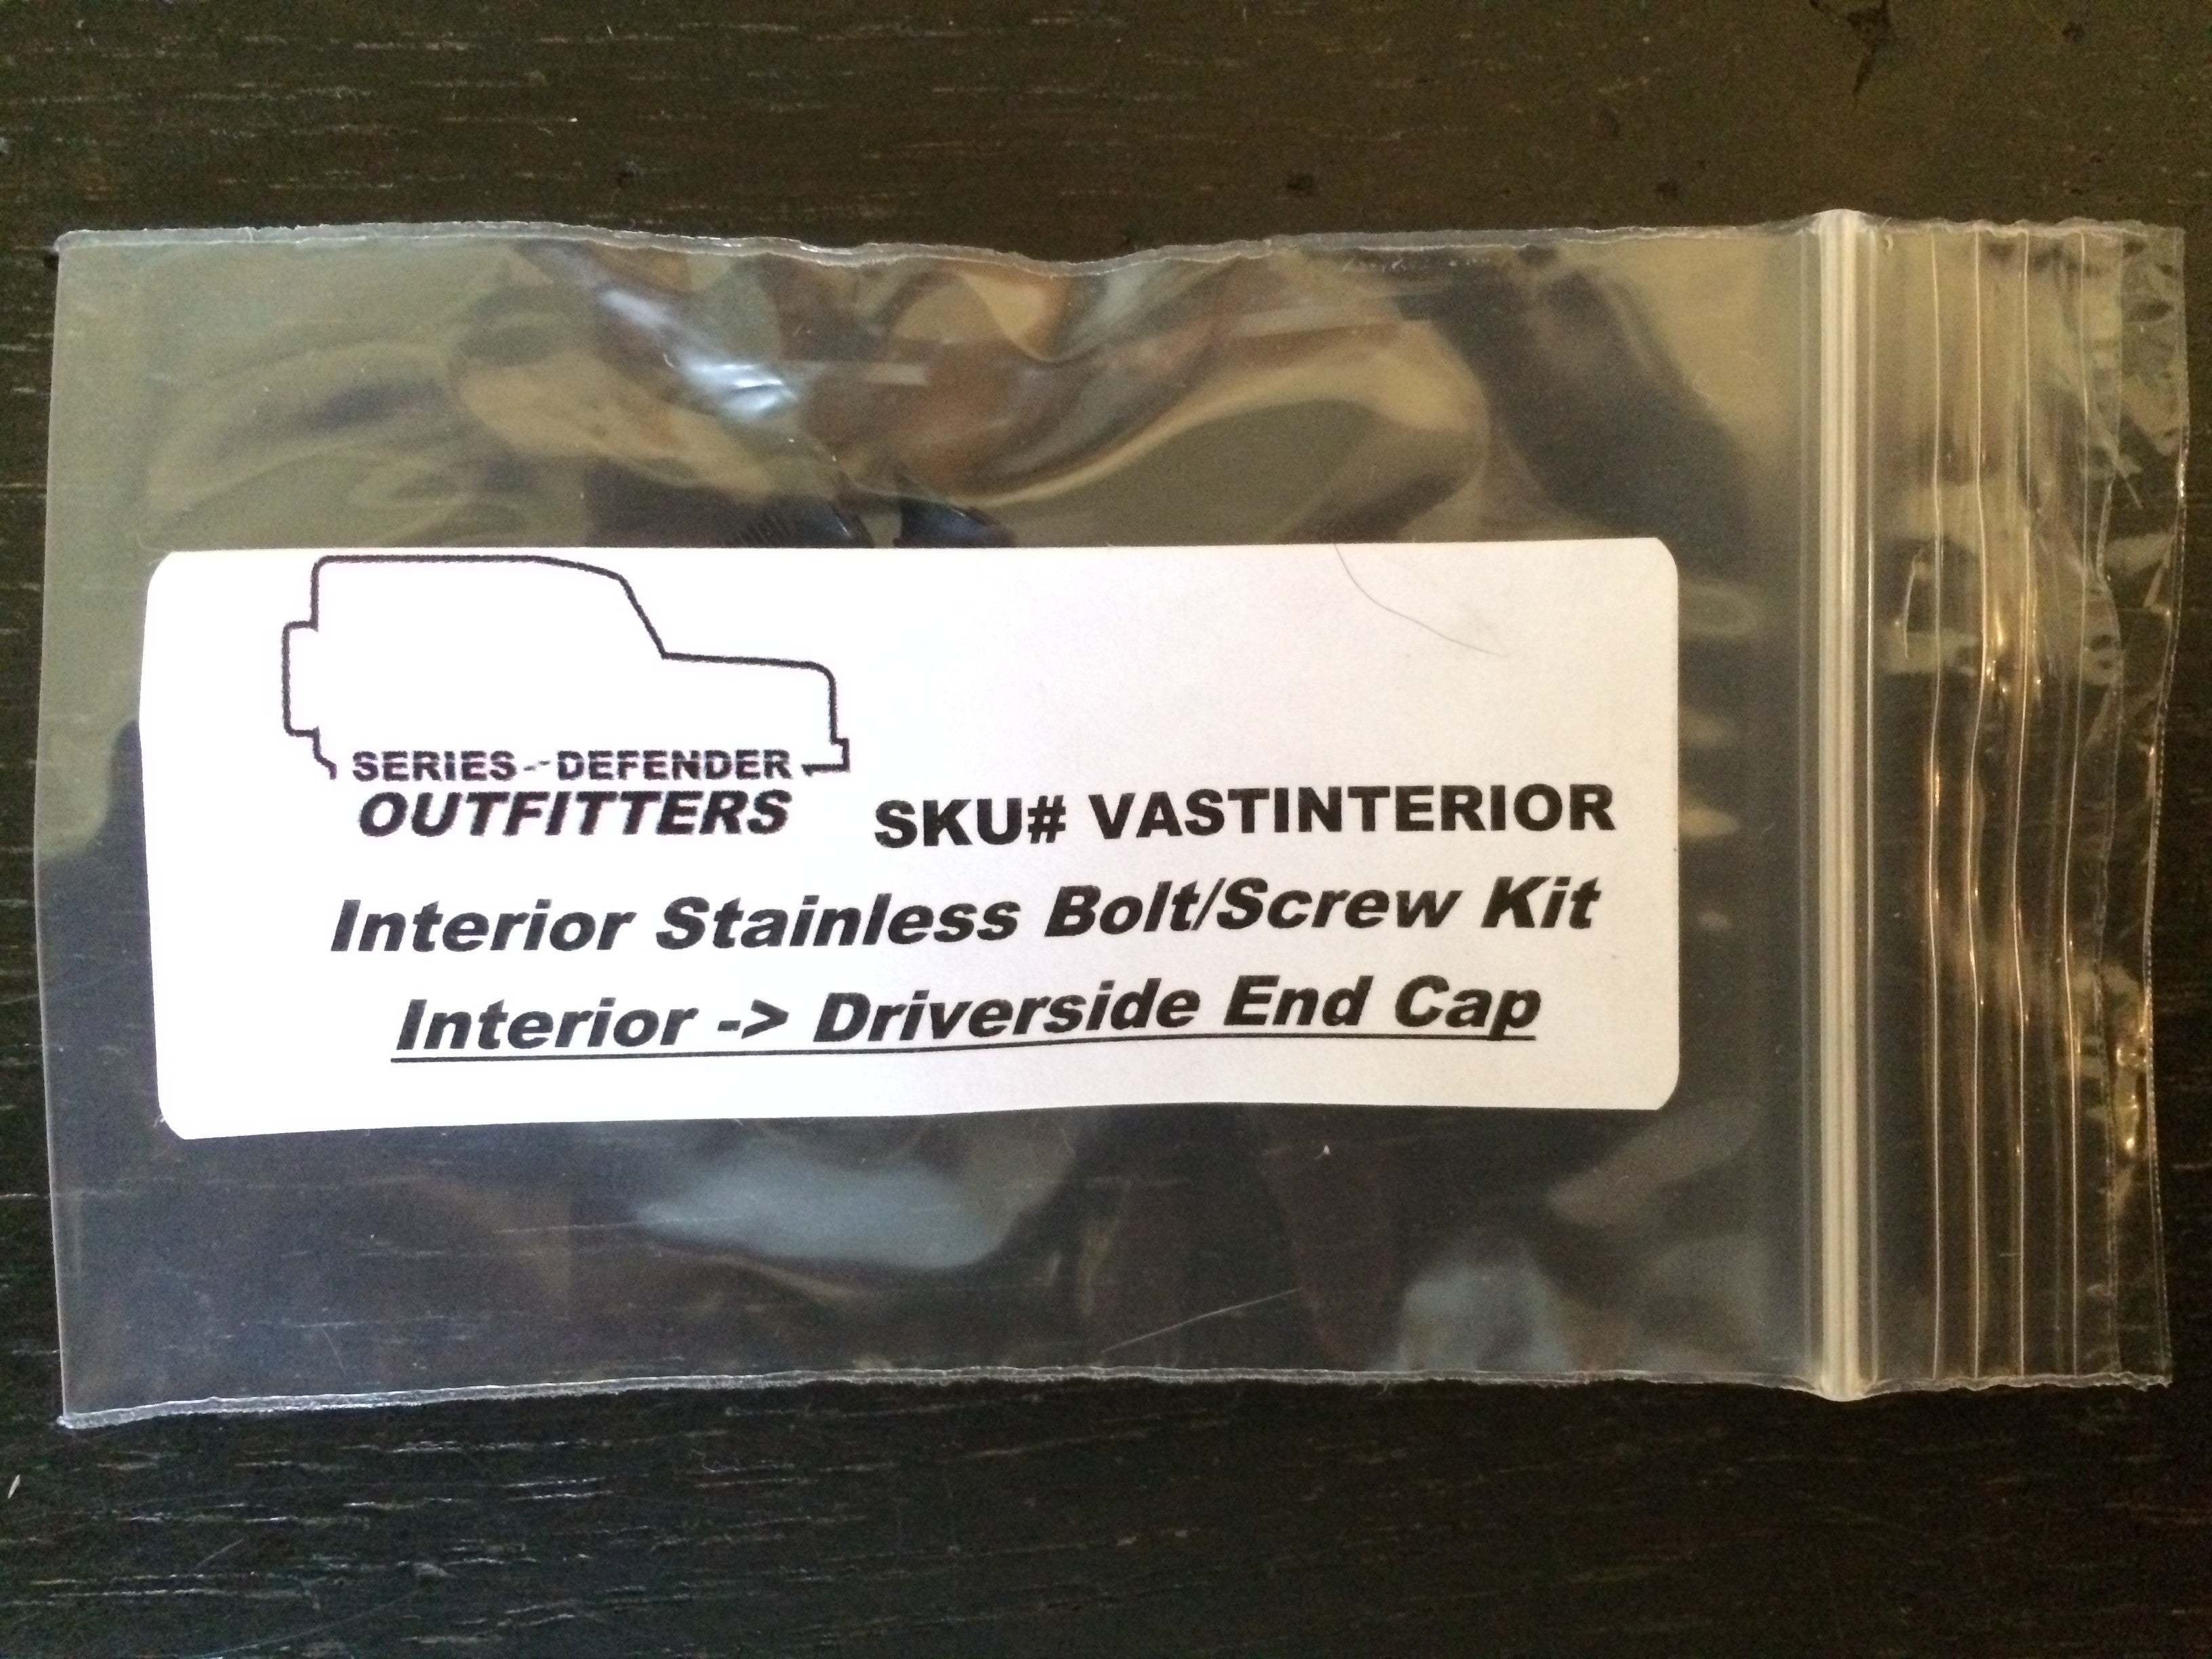 SERIES - DEFENDER
OUTFITTERS
SKU# VASTINTERIOR
Interior Stainless Bolt/Screw Kit
Interior -> Driverside End Cap